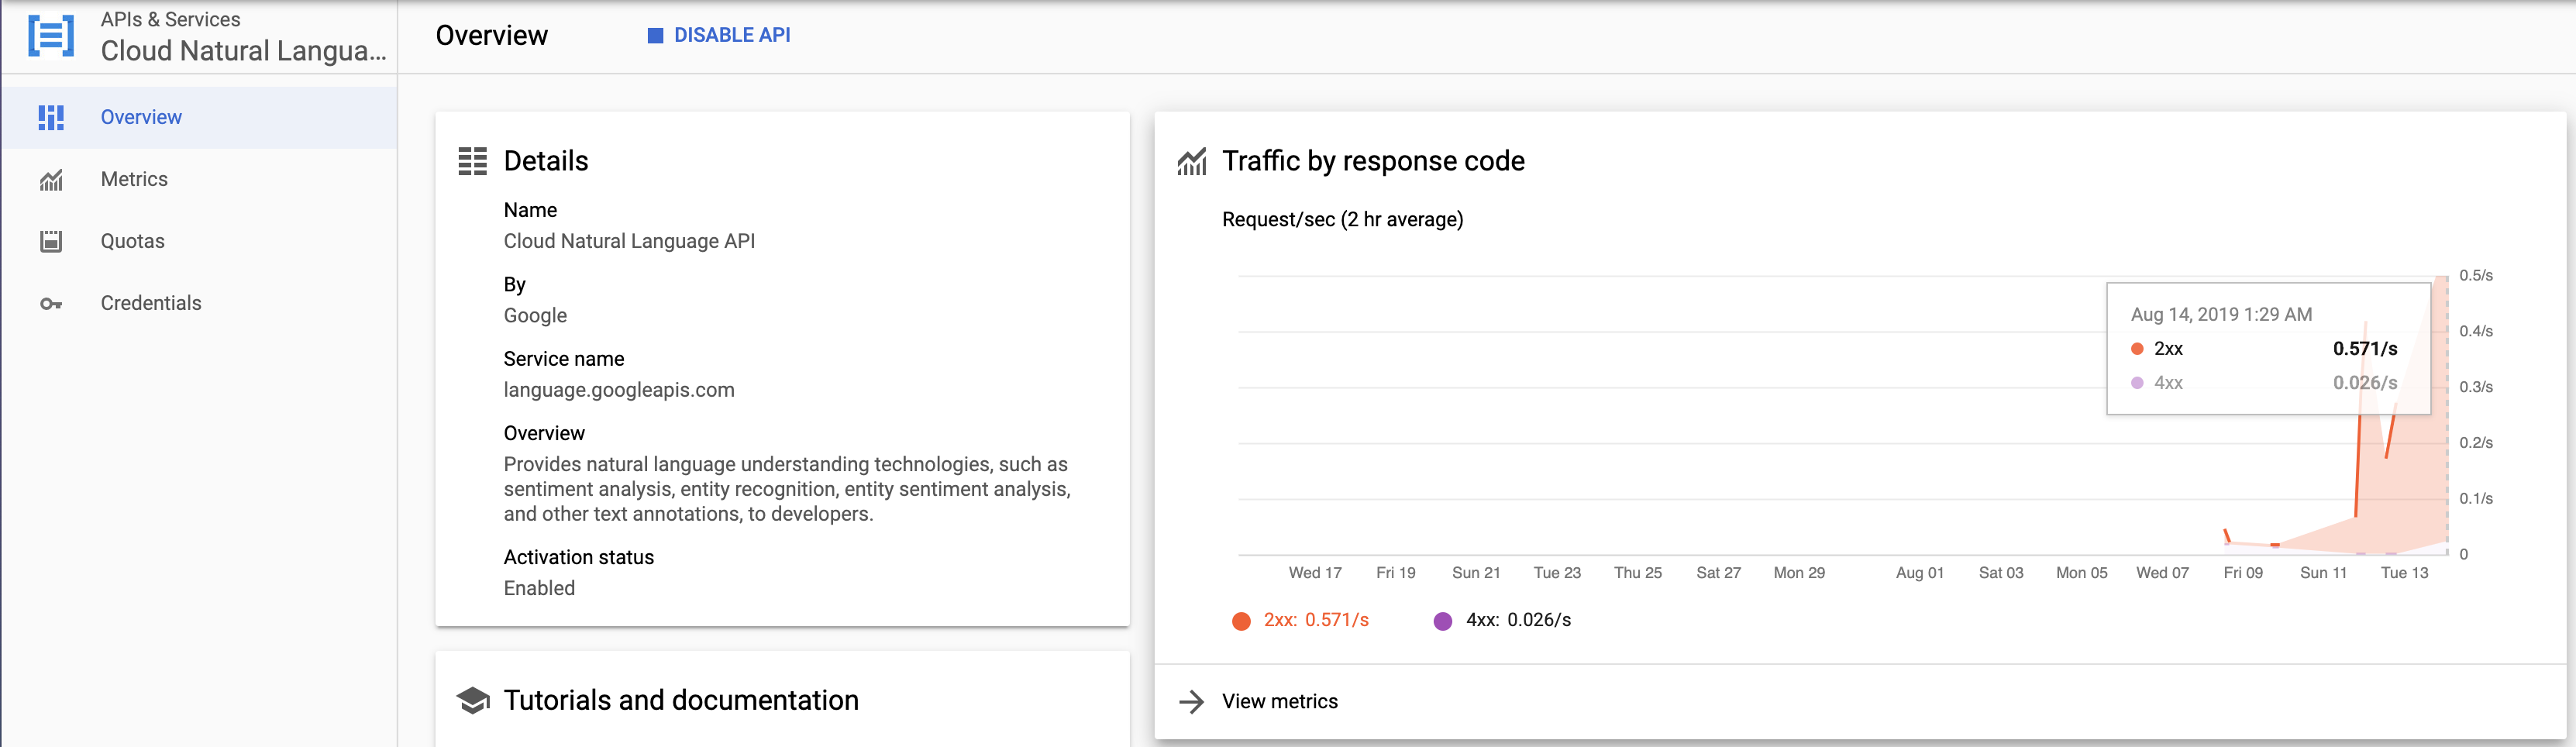 APIs & Services
Cloud Natural Langua...
Overview
Metrics
Quotas
Credentials
Overview
DISABLE API
Details
Name
Cloud Natural Language API
By
Google
Service name
language.googleapis.com
Overview
Provides natural language understanding technologies, such as
sentiment analysis, entity recognition, entity sentiment analysis,
and other text annotations, to developers.
Activation status
Enabled
Tutorials and documentation
Traffic by response code
Request/sec (2 hr average)
0.5/s
0.4/s
0.3/s
0.2/s
0.1/s
0
Aug 14, 2019 1:29 AM
2xx 0.571/s
4xx 0.026/s
Wed 17 Fri 19 Sun 21 Tue 23 Thu 25 Sat 27 Mon 29 Aug 01 Sat 03 Mon 05 Wed 07 Fri 09 Sun 11 Tue 13
2xx: 0.571/s 4xx: 0.026/s
View metrics